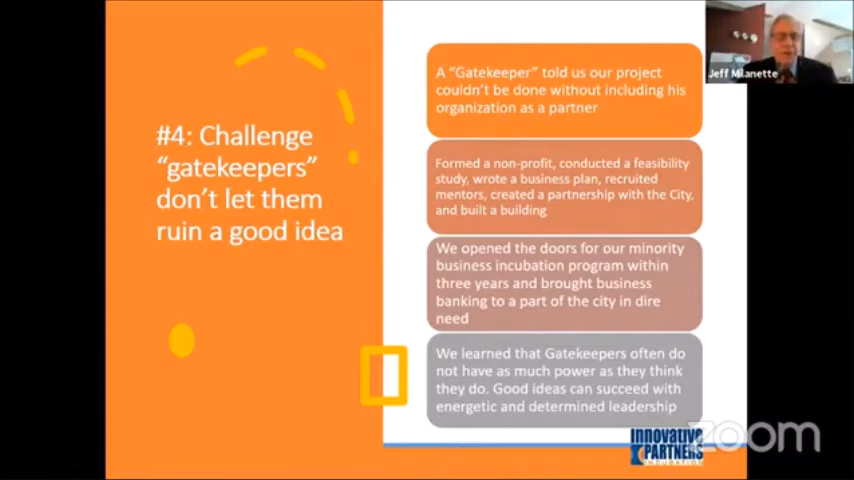 #4: Challenge
“gatekeepers”
don’t let them
ruin a good idea
A “Gatekeeper” told us our project
couldn’t be done without including his
organization as a partner
Formed a non-profit, conducted a feasibility
study, wrote a business plan, recruited
mentors, created a partnership with the City,
and built a building
We opened the doors for our minority
business incubation program within
three years and brought business
banking to a part of the city in dire
need
We learned that Gatekeepers often do
not have as much power as they think
they do. Good ideas can succeed with
energetic and determined leadership
Jeff Milanette
Innovative
PARTNERS
zoom